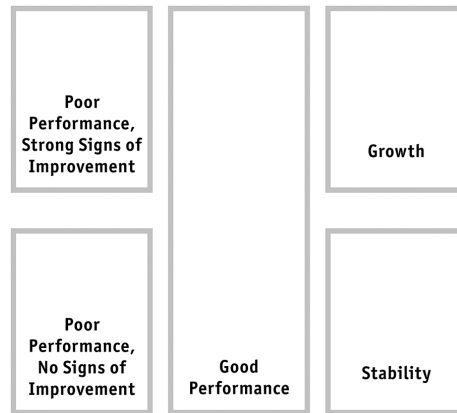 Poor
Performance,
Strong Signs of
Improvement
Growth
Poor
Performance,
No Signs of
Improvement
Good
Performance
Stability